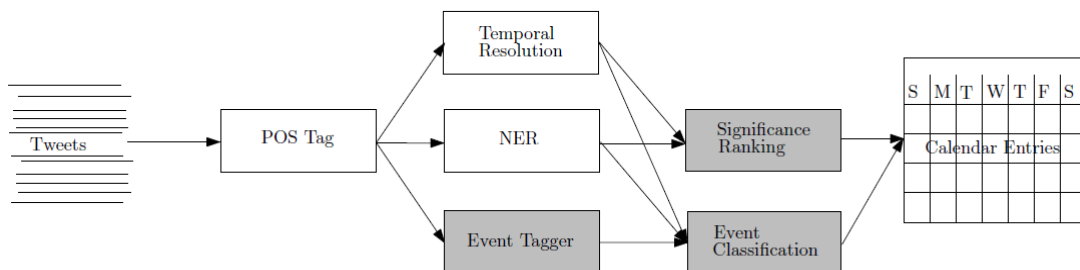 Tweets
POS Tag
Temporal
Resolution
NER
Event Tagger
Significance
Ranking
Event
Classification
S M T W T F S
Calendar Entries